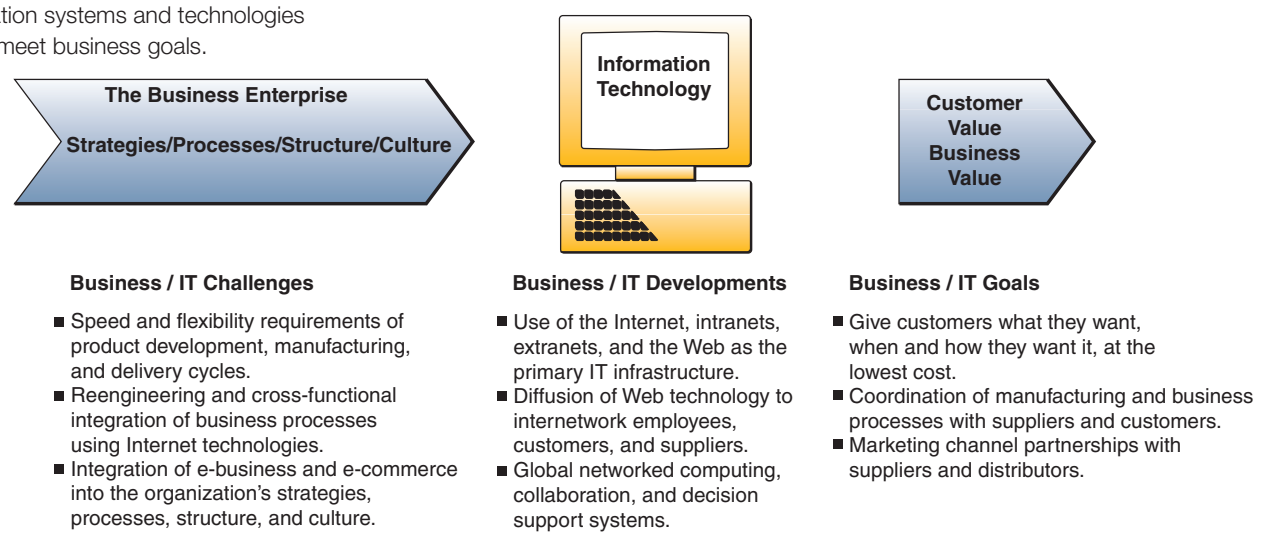 ation systems and technologies
meet business goals.
The Business Enterprise
Strategies/Processes/Structure/Culture
Information
Technology
Customer
Value
Business
Value
Business / IT Challenges
■ Speed and flexibility requirements of
product development, manufacturing,
and delivery cycles.
■ Reengineering and cross-functional
integration of business processes
using Internet technologies.
■ Integration of e-business and e-commerce
into the organization’s strategies,
processes, structure, and culture.
Business / IT Developments
■ Use of the Internet, intranets,
extranets, and the Web as the
primary IT infrastructure.
■ Diffusion of Web technology to
internetwork employees,
customers, and suppliers.
■ Global networked computing,
collaboration, and decision
support systems.
Business / IT Goals
■ Give customers what they want,
when and how they want it, at the
lowest cost.
■ Coordination of manufacturing and business
processes with suppliers and customers.
■ Marketing channel partnerships with
suppliers and distributors.